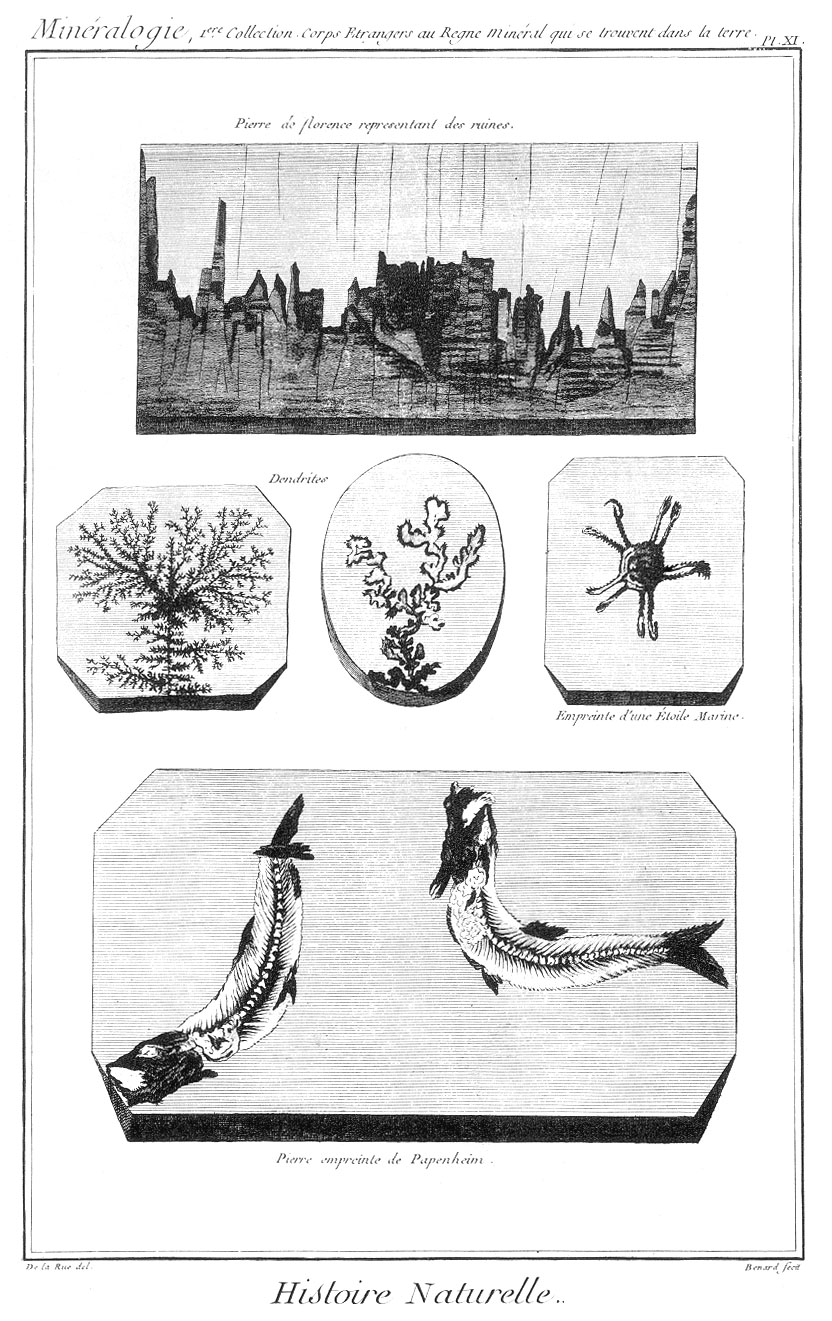 Minéralogie, 1ere Collection. Corps Etrangers au Regne Minéral qui se trouvent dans la terre.
Pl. XI.
Pierre de florence representant des ruines.
Dendrites
Empreinte d'une Étoile Marine.
Pierre empreinte de Papenheim.
De la Rue del.
Benard fecit
Histoire Naturelle..